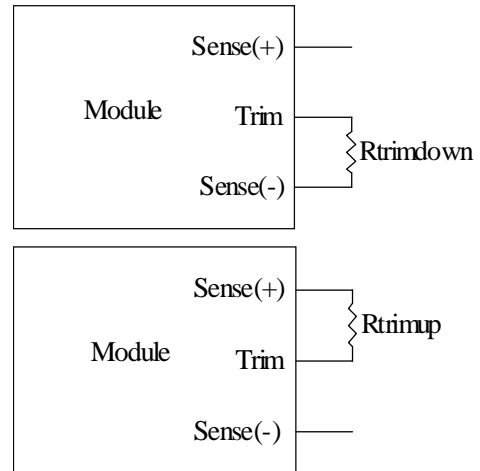 Sense(+)
Module
Trim
Rtrimdown
Sense(-)
Sense(+)
Rtrimup
Module
Trim
Sense(-)